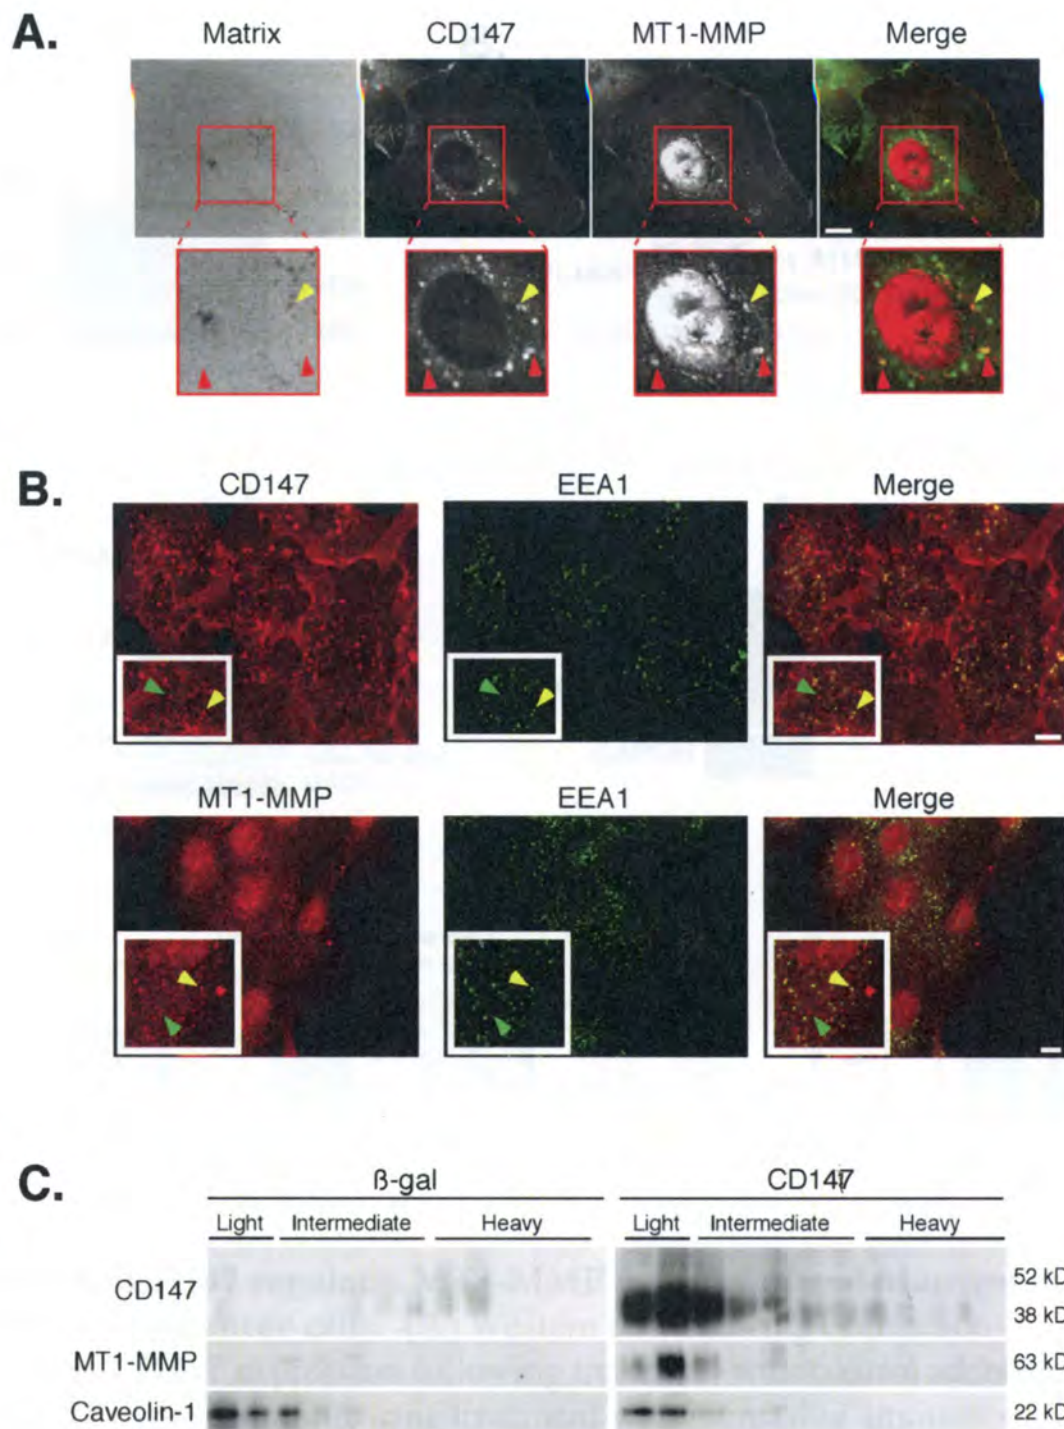 A.
Matrix CD147 MT1-MMP Merge
B.
CD147 EEA1 Merge
MT1-MMP EEA1 Merge
C.
ß-gal CD147
Light Intermediate Heavy Light Intermediate Heavy
CD147 52 kD
38 kD
MT1-MMP 63 kD
Caveolin-1 22 kD